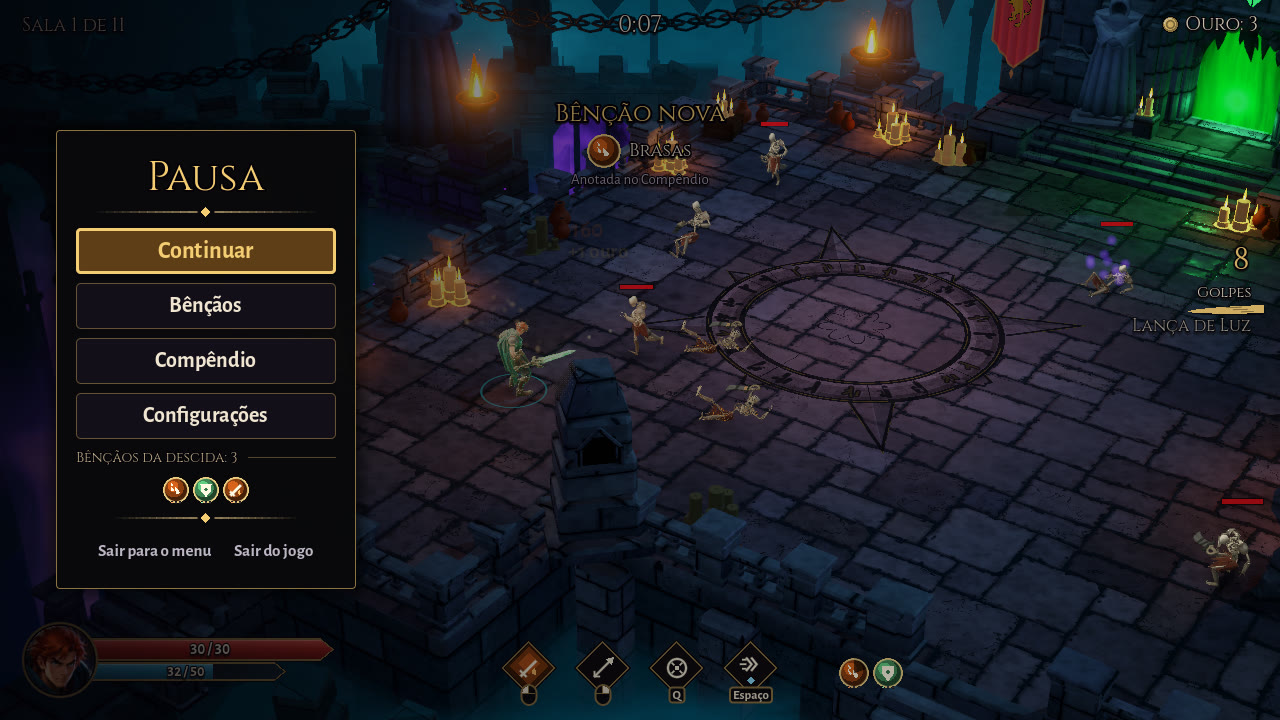 Sala 1 de 11
0:07
Ouro: 3
Bênção nova
Brasas
Anotada no Compêndio
Pausa
Continuar
Bênçãos
Compêndio
Configurações
Bênçãos da descida: 3
Sair para o menu
Sair do jogo
8
Golpes
Lança de Luz
30/30
32/50
Q
Espaço